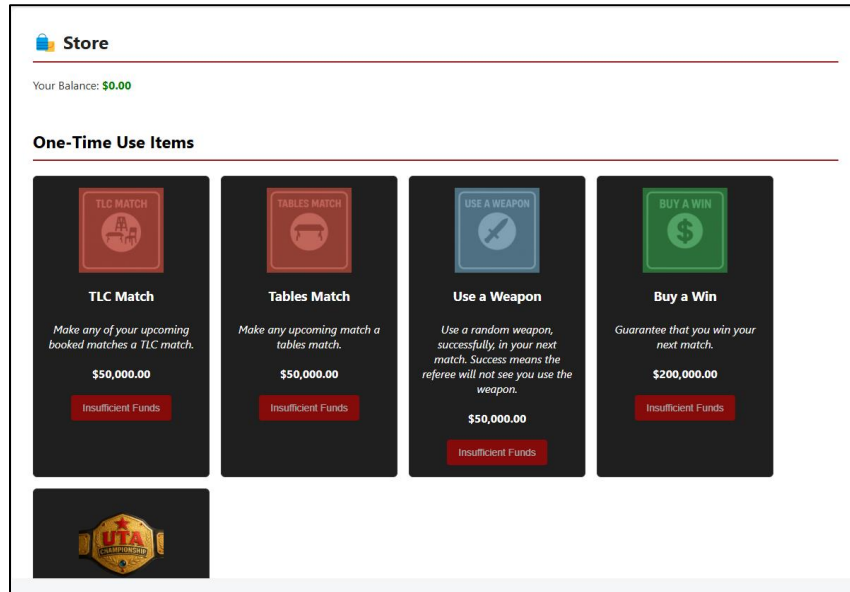 Store
Your Balance: $0.00
One-Time Use Items
TLC MATCH
TLC Match
Make any of your upcoming
booked matches a TLC match.
$50,000.00
Insufficient Funds
TABLES MATCH
Tables Match
Make any upcoming match a
tables match.
$50,000.00
Insufficient Funds
USE A WEAPON
Use a Weapon
Use a random weapon,
successfully, in your next
match. Success means the
referee will not see you use the
weapon.
$50,000.00
Insufficient Funds
BUY A WIN
$
Buy a Win
Guarantee that you win your
next match.
$200,000.00
Insufficient Funds
UTA
CHAMPIONSHIP